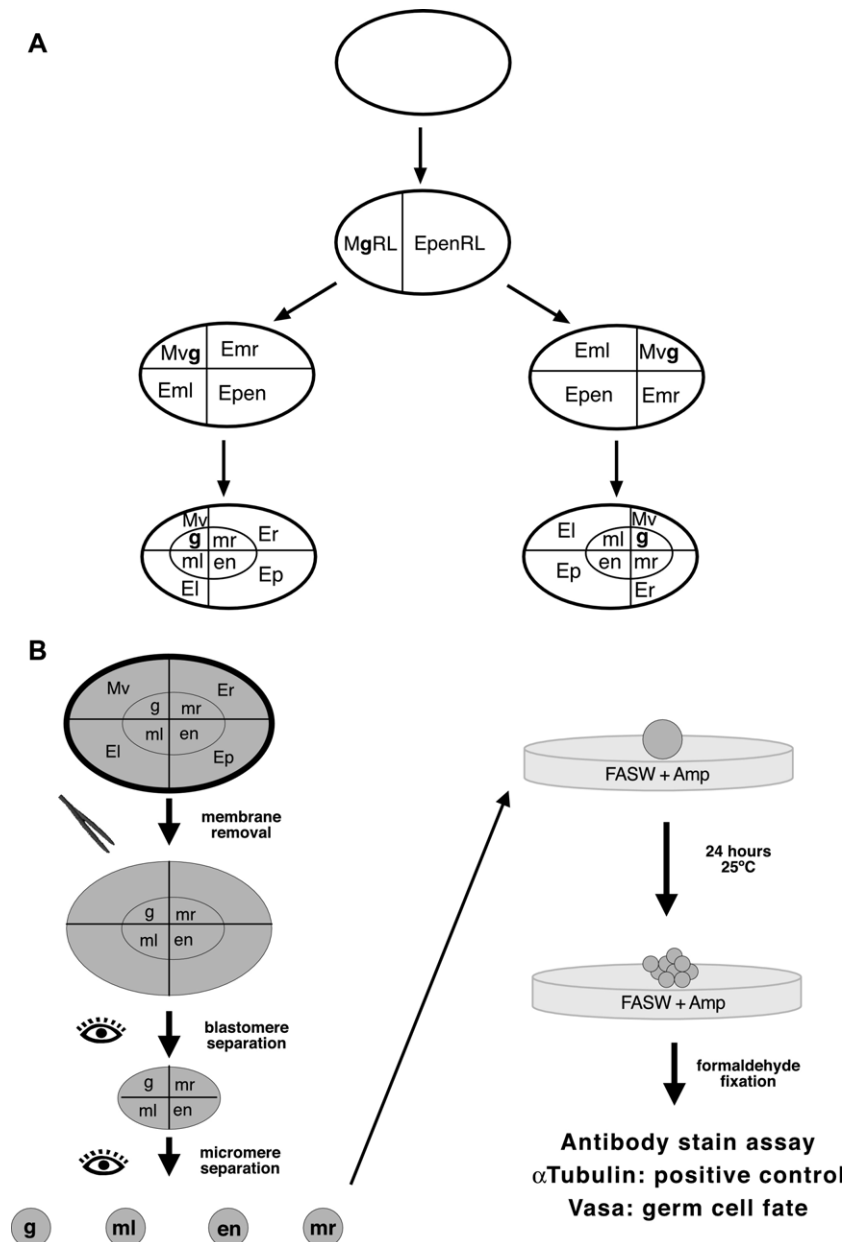 A
MgRL EpenRL
Mvg Emr
Eml Epen
Eml Mvg
Epen Emr
Mv
g mr Er
ml en Ep
El
Mv
El ml g
Ep en mr
Er
B
Mv Er
g mr
ml en
El Ep
membrane
removal
g mr
ml en
blastomere
separation
g mr
ml en
micromere
separation
g ml en mr
FASW + Amp
24 hours
25ºC
FASW + Amp
formaldehyde
fixation
Antibody stain assay
αTubulin: positive control
Vasa: germ cell fate